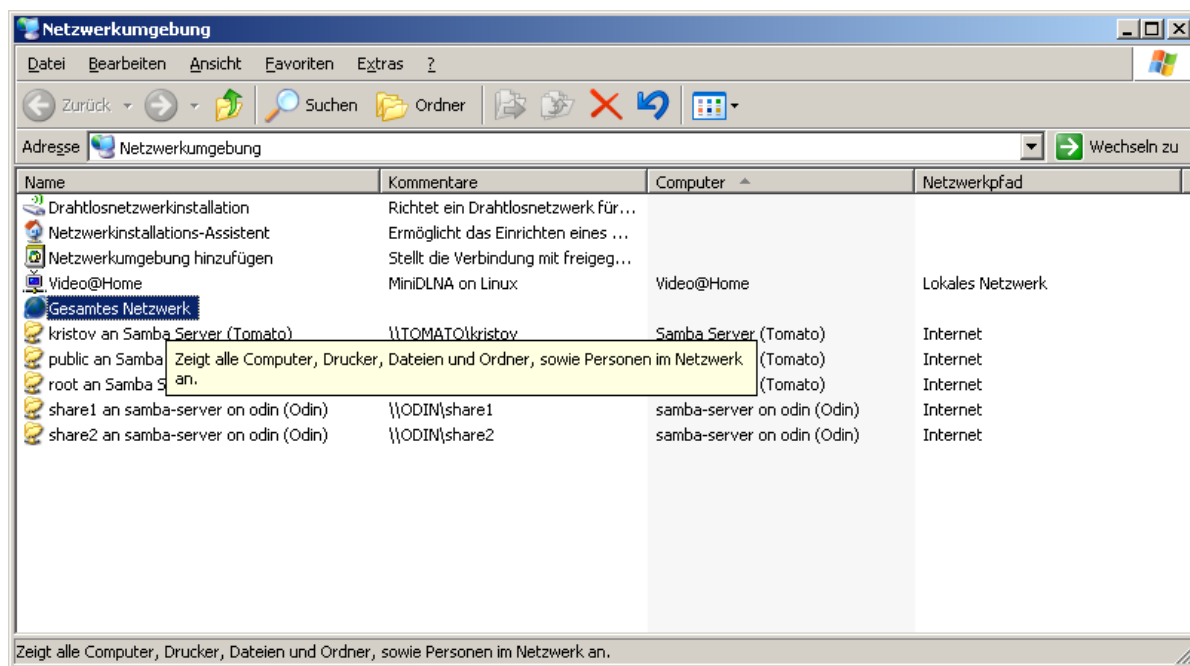 Netzwerkumgebung
Datei Bearbeiten Ansicht Favoriten Extras ?
Zurück Suchen Ordner
Adresse Netzwerkumgebung Wechseln zu
Name Kommentare Computer Netzwerkpfad
Drahtlosnetzwerkinstallation Richtet ein Drahtlosnetzwerk für...
Netzwerkinstallations-Assistent Ermöglicht das Einrichten eines ...
Netzwerkumgebung hinzufügen Stellt die Verbindung mit freigeg...
Video@Home MiniDLNA on Linux Video@Home Lokales Netzwerk
Gesamtes Netzwerk
kristov an Samba Server (Tomato) \\TOMATO\kristov Samba Server (Tomato) Internet
public an Samba (Tomato) Internet
root an Samba S (Tomato) Internet
Zeigt alle Computer, Drucker, Dateien und Ordner, sowie Personen im Netzwerk
an.
share1 an samba-server on odin (Odin) \\ODIN\share1 samba-server on odin (Odin) Internet
share2 an samba-server on odin (Odin) \\ODIN\share2 samba-server on odin (Odin) Internet
Zeigt alle Computer, Drucker, Dateien und Ordner, sowie Personen im Netzwerk an.